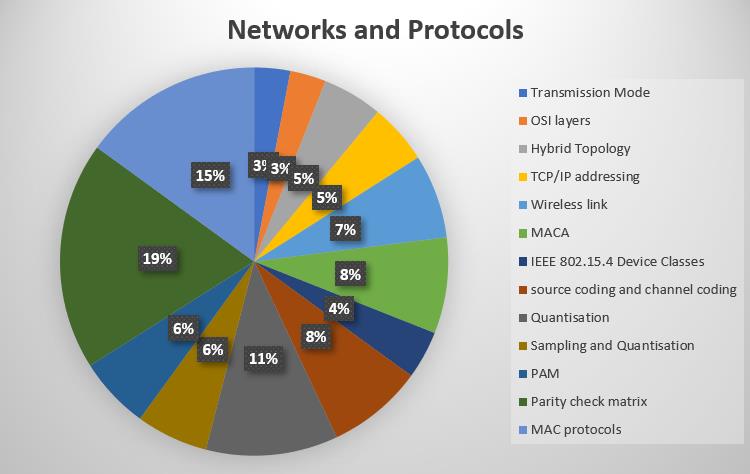 Networks and Protocols
3%
3%
5%
5%
7%
8%
4%
8%
11%
6%
6%
19%
15%
Transmission Mode
OSI layers
Hybrid Topology
TCP/IP addressing
Wireless link
MACA
IEEE 802.15.4 Device Classes
source coding and channel coding
Quantisation
Sampling and Quantisation
PAM
Parity check matrix
MAC protocols